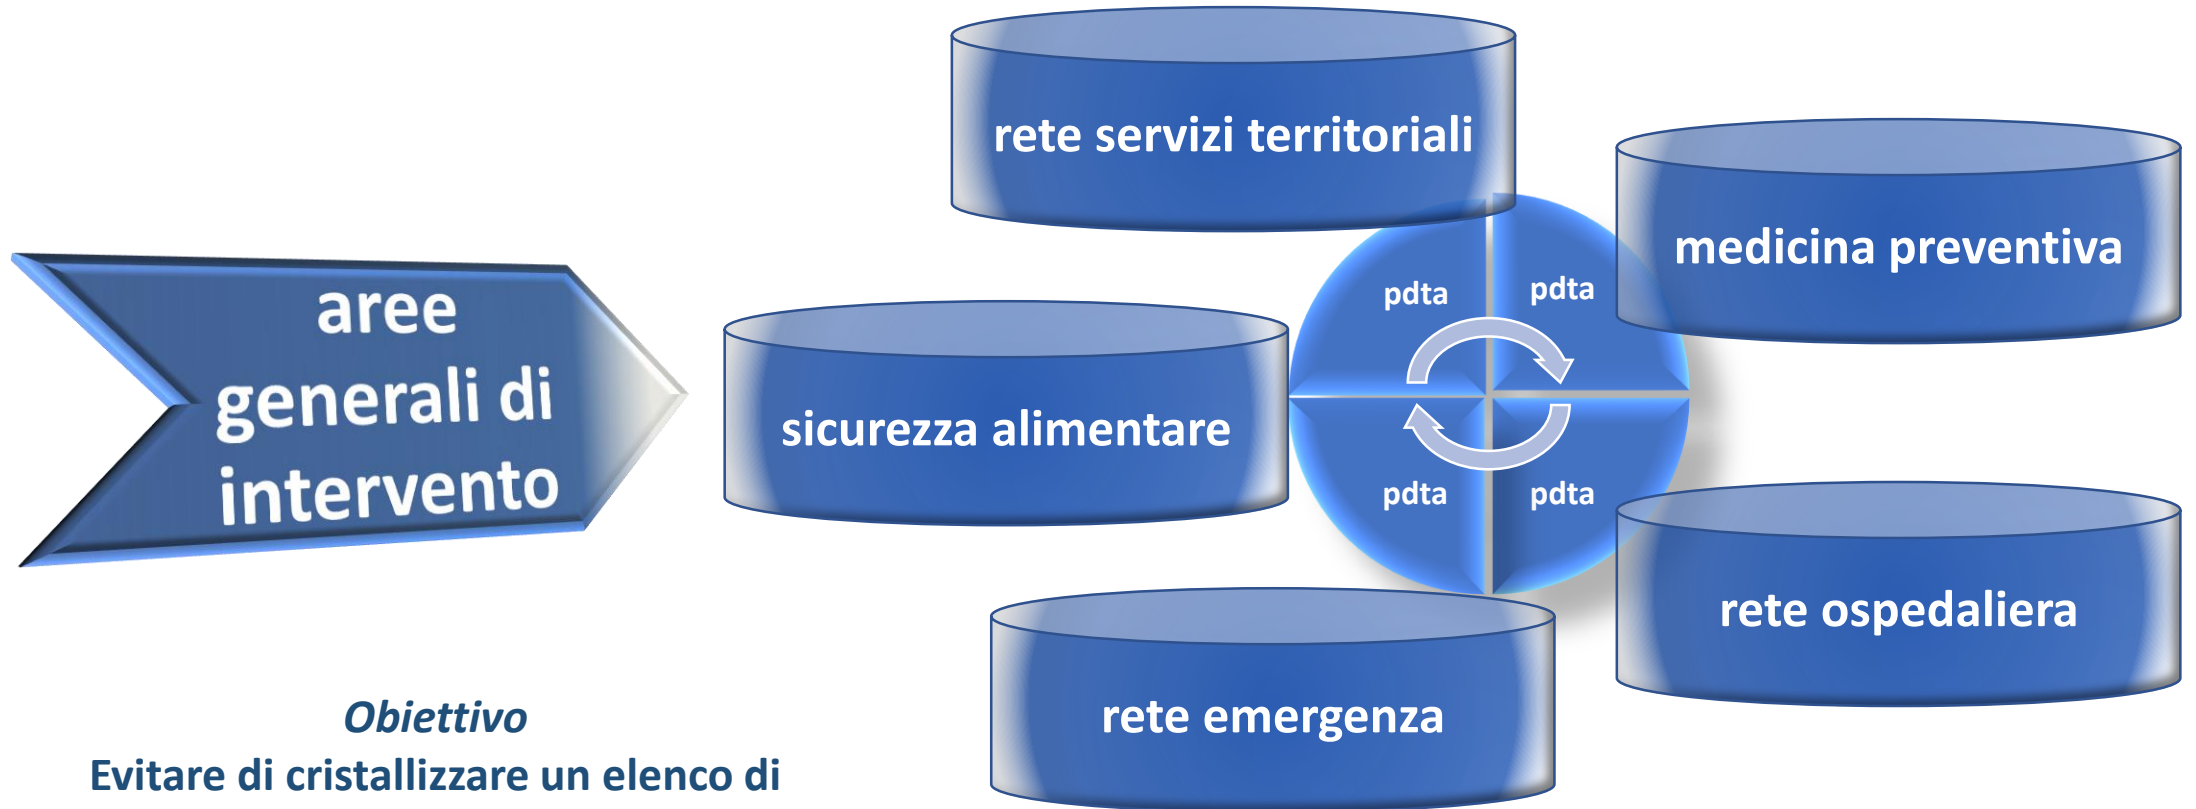 aree
generali di
intervento
Obiettivo
Evitare di cristallizzare un elenco di
rete servizi territoriali
medicina preventiva
sicurezza alimentare
pdta
pdta
pdta
pdta
rete ospedaliera
rete emergenza